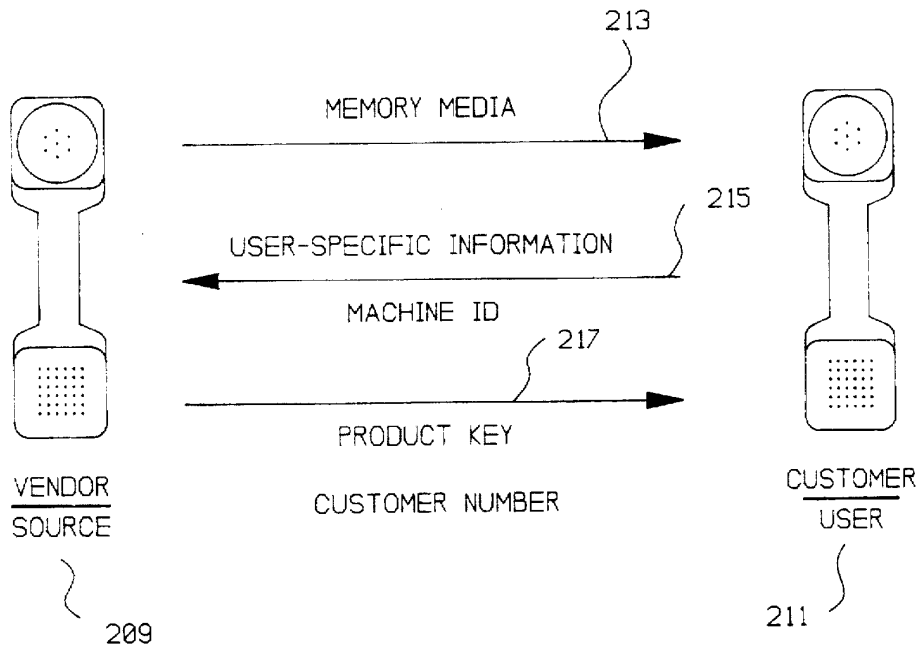 213
MEMORY MEDIA
215
USER-SPECIFIC INFORMATION
MACHINE ID
217
PRODUCT KEY
CUSTOMER NUMBER
VENDOR
SOURCE
CUSTOMER
USER
209
211